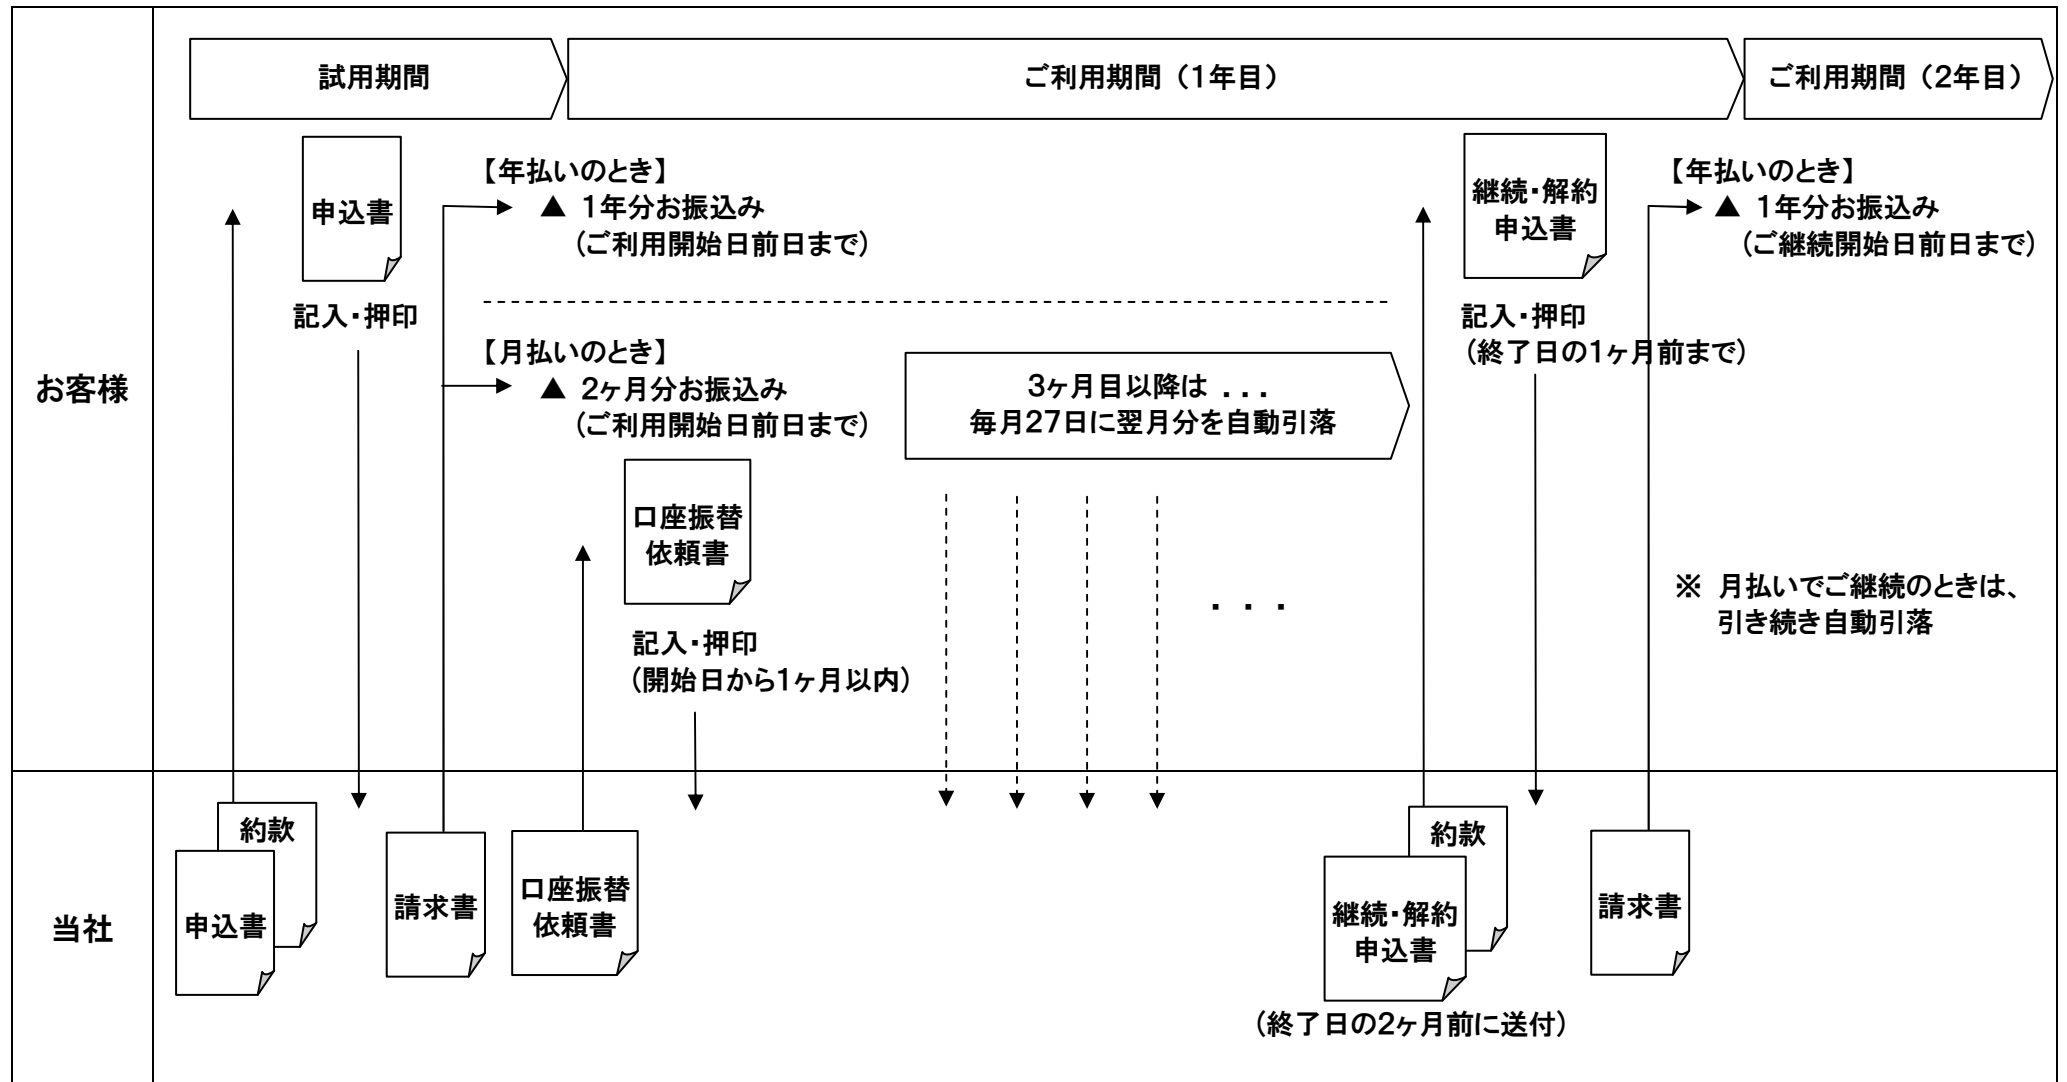 試用期間
ご利用期間（1年目）
ご利用期間（2年目）
お客様
申込書
記入・押印
【年払いのとき】
▲ 1年分お振込み
（ご利用開始日前日まで）
【月払いのとき】
▲ 2ヶ月分お振込み
（ご利用開始日前日まで）
口座振替
依頼書
記入・押印
（開始日から1ヶ月以内）
3ヶ月目以降は ．．．
毎月27日に翌月分を自動引落
・・・
継続・解約
申込書
記入・押印
（終了日の1ヶ月前まで）
【年払いのとき】
▲ 1年分お振込み
（ご継続開始日前日まで）
※ 月払いでご継続のときは、
引き続き自動引落
当社
約款
申込書
請求書
口座振替
依頼書
約款
継続・解約
申込書
（終了日の2ヶ月前に送付）
請求書